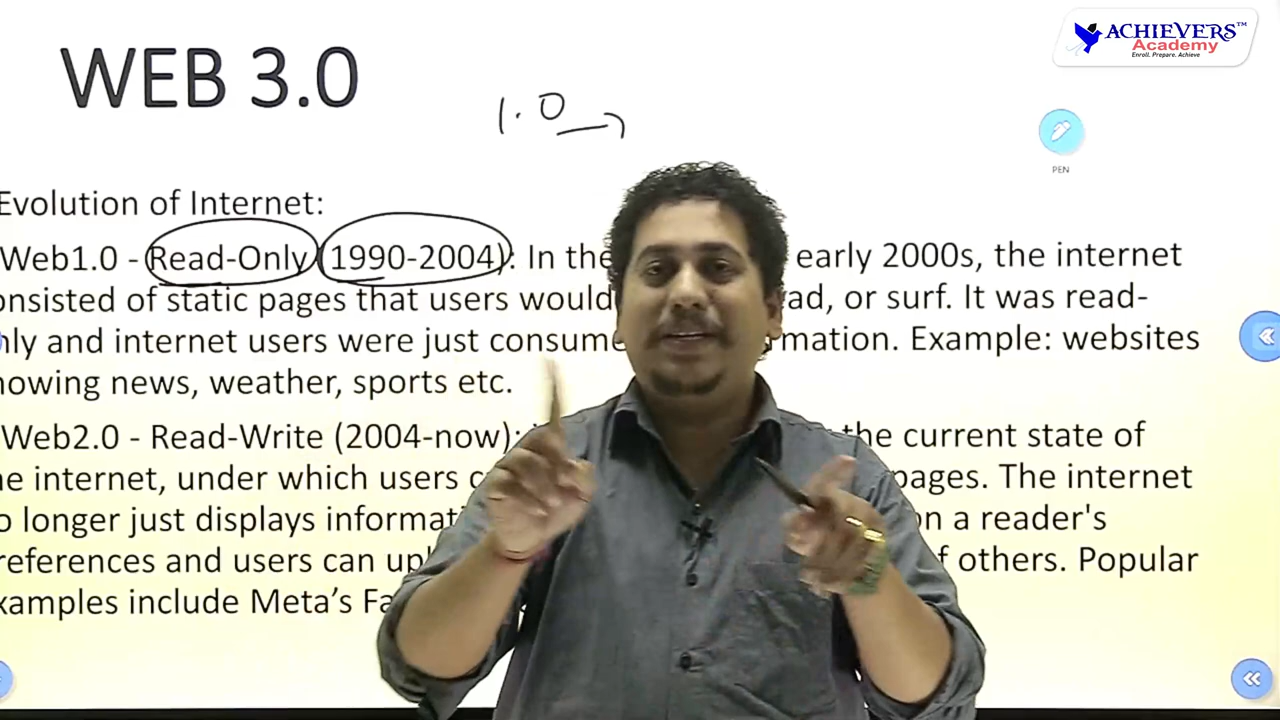 ACHIEVERS™
Academy
Enroll. Prepare. Achieve
WEB 3.0
1.0
PEN
Evolution of Internet:
Web1.0 - Read-Only (1990-2004): In the early 2000s, the internet
onsisted of static pages that users would ad, or surf. It was read-
nly and internet users were just consume mation. Example: websites
howing news, weather, sports etc.
Web2.0 - Read-Write (2004-now): the current state of
he internet, under which users c pages. The internet
o longer just displays informat on a reader's
references and users can upl f others. Popular
xamples include Meta's Fa